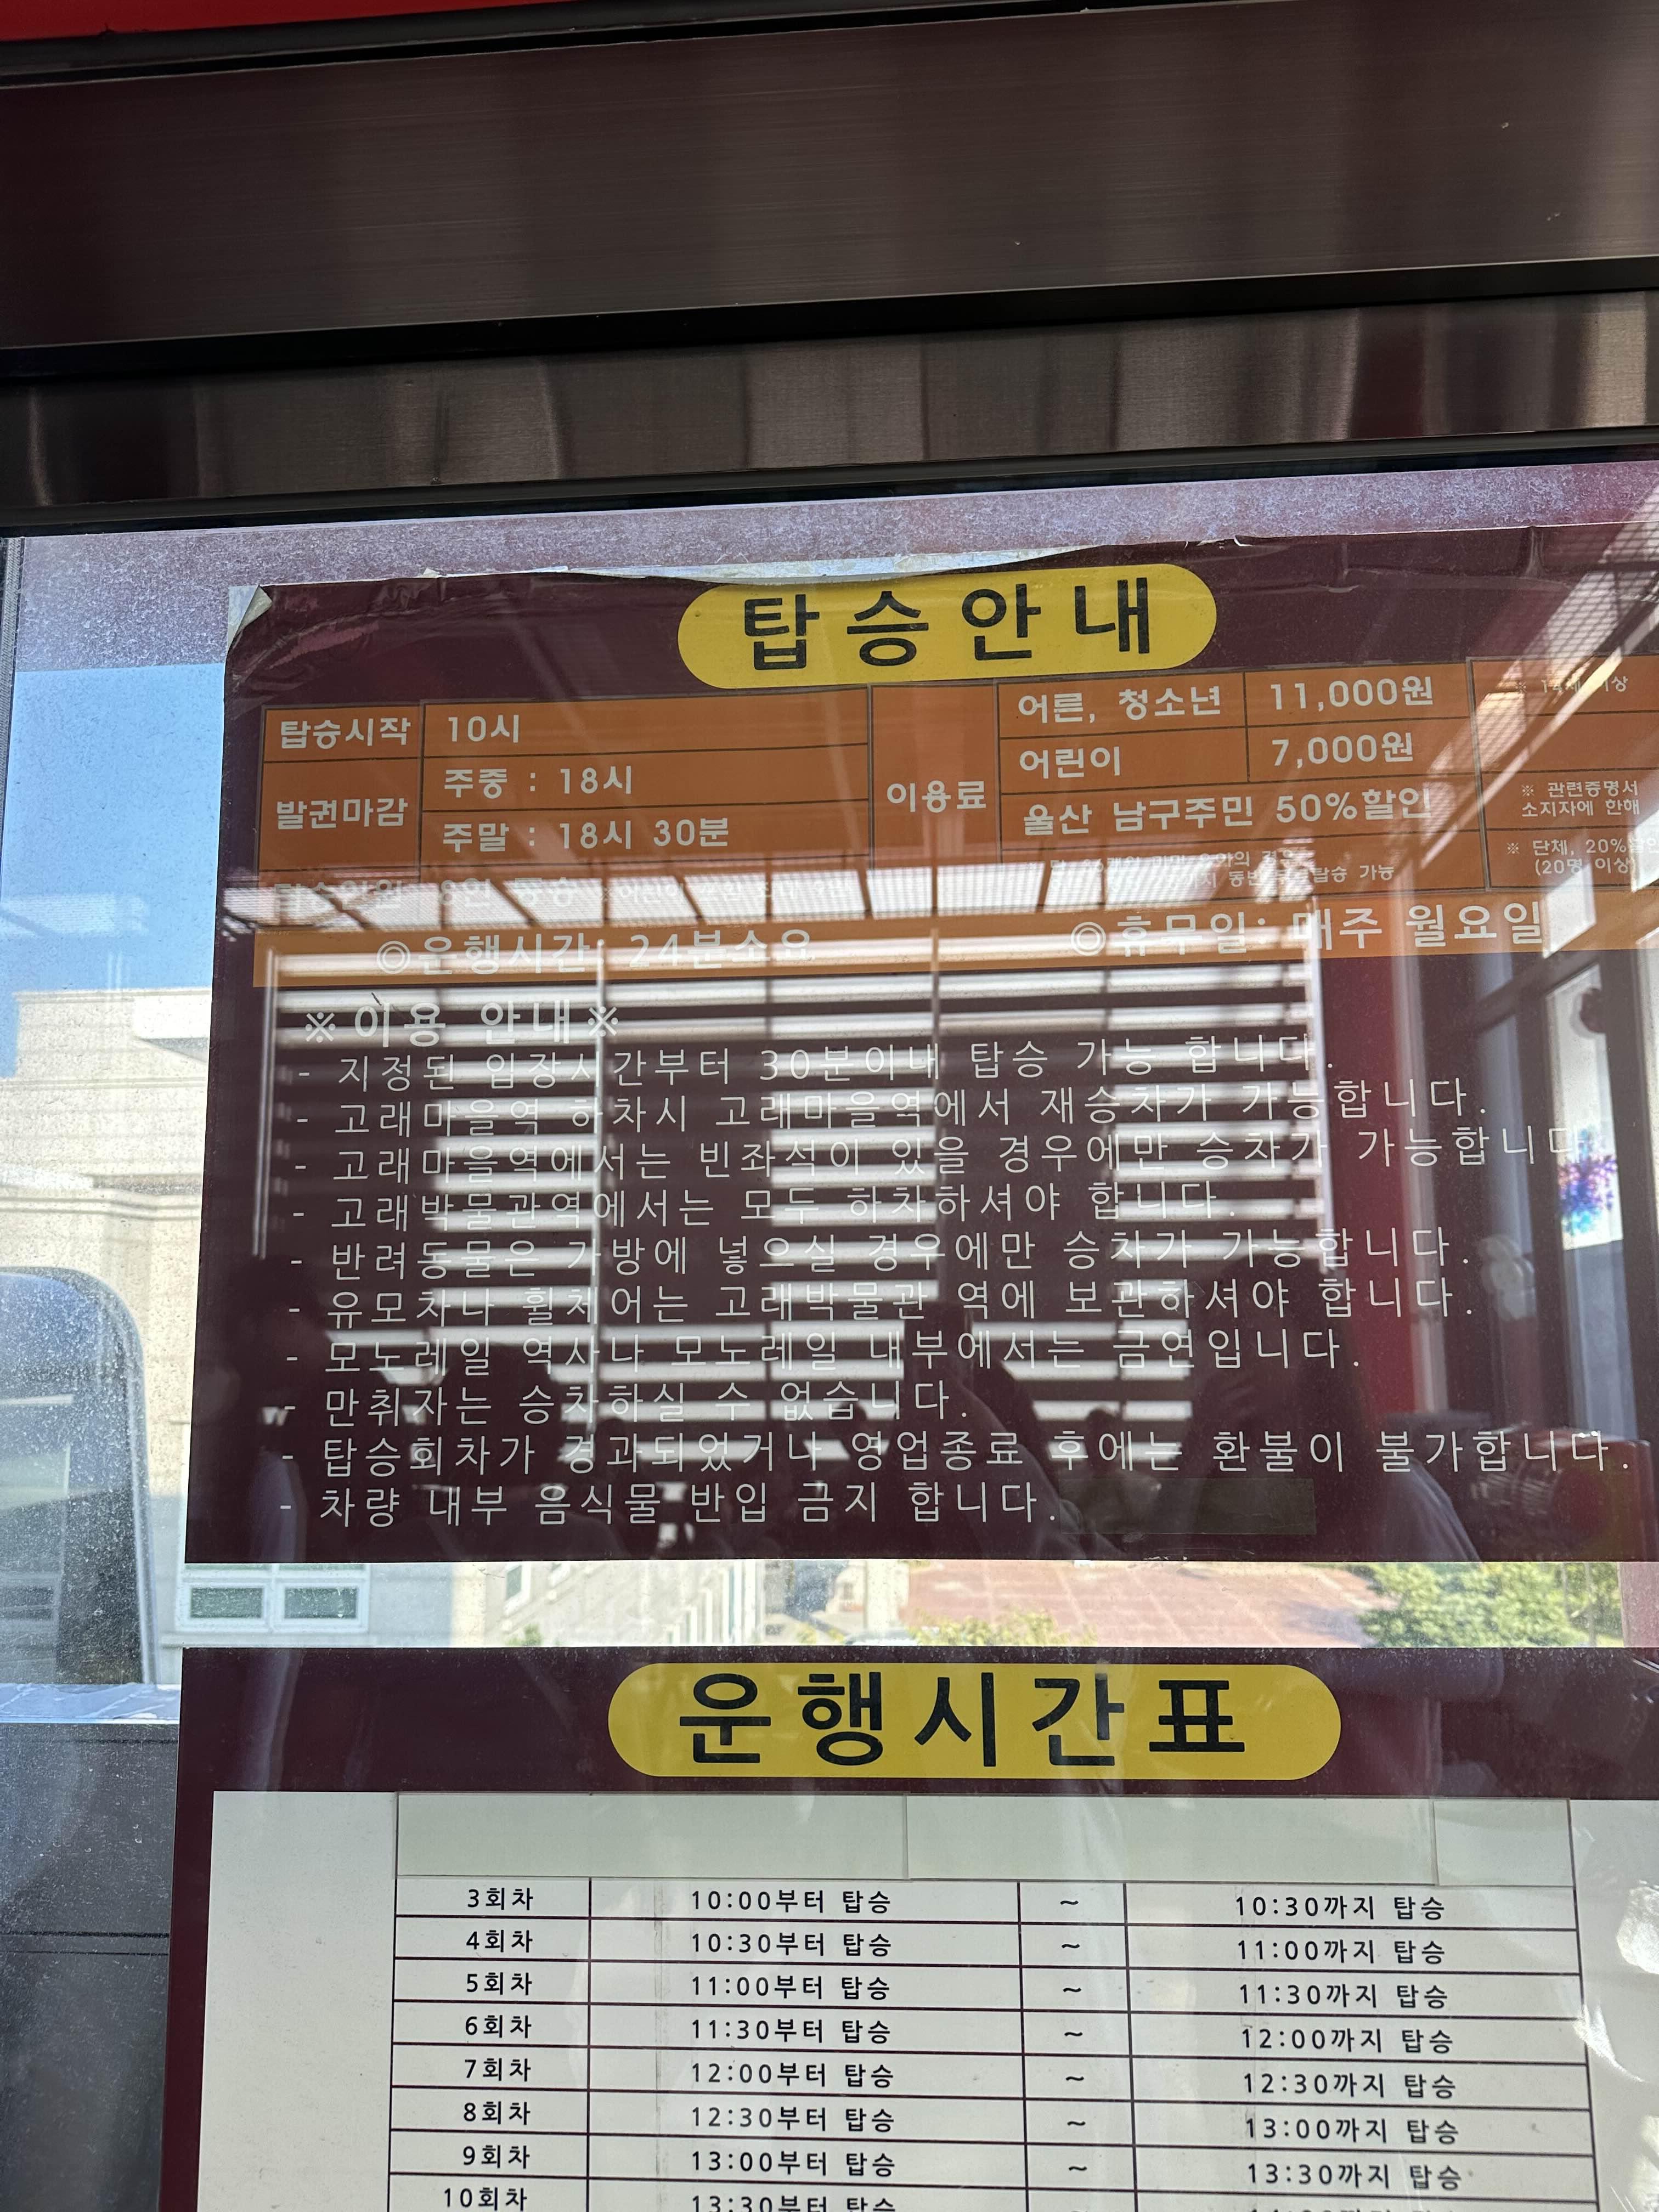 탑승안내
탑승시작 10시
발권마감 주중 : 18시
주말 : 18시 30분
이용료
어른, 청소년 11,000원
어린이 7,000원
울산 남구주민 50%할인
※ 관련증명서
소지자에 한해
※ 단체, 20%할인
(20명 이상)
탑승 가능
탑승인원 8인 동승
◎운행시간: 24분소요 ◎휴무일: 매주 월요일
※이용 안내※
- 지정된 입장시간부터 30분이내 탑승 가능 합니다.
- 고래마을역 하차시 고래마을역에서 재승차가 가능합니다.
- 고래마을역에서는 빈좌석이 있을 경우에만 승차가 가능합니다.
- 고래박물관역에서는 모두 하차하셔야 합니다.
- 반려동물은 가방에 넣으실 경우에만 승차가 가능합니다.
- 유모차나 휠체어는 고래박물관 역에 보관하셔야 합니다.
- 모노레일 역사나 모노레일 내부에서는 금연입니다.
- 만취자는 승차하실 수 없습니다.
- 탑승회차가 경과되었거나 영업종료 후에는 환불이 불가합니다.
- 차량 내부 음식물 반입 금지 합니다.
운행시간표
3회차 10:00부터 탑승 ~ 10:30까지 탑승
4회차 10:30부터 탑승 ~ 11:00까지 탑승
5회차 11:00부터 탑승 ~ 11:30까지 탑승
6회차 11:30부터 탑승 ~ 12:00까지 탑승
7회차 12:00부터 탑승 ~ 12:30까지 탑승
8회차 12:30부터 탑승 ~ 13:00까지 탑승
9회차 13:00부터 탑승 ~ 13:30까지 탑승
10회차 13:30부터 탑승